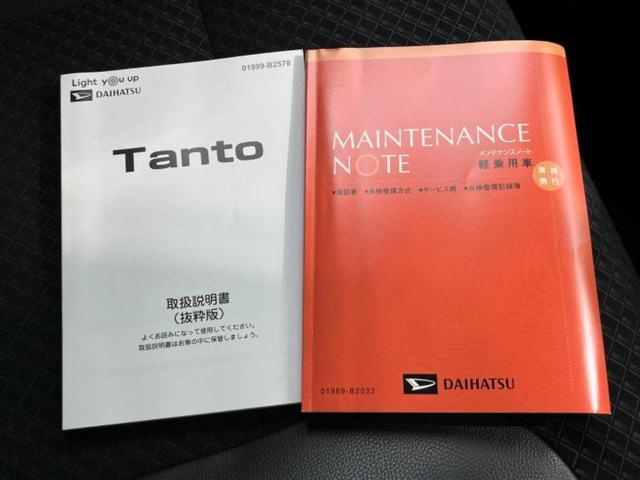 01999-B2578
Light you up
DAIHATSU
Tanto
取扱説明書
(抜粋版)
よくお読みになって使用してください。
取扱説明書はお車の中に保管しましょう。
MAINTENANCE
NOTE
メンテナンスノート
軽乗用車
常時
携行
●保証書 ●点検整備方式 ●サービス網 ●点検整備記録簿
01989-B2032
DAIHATSU